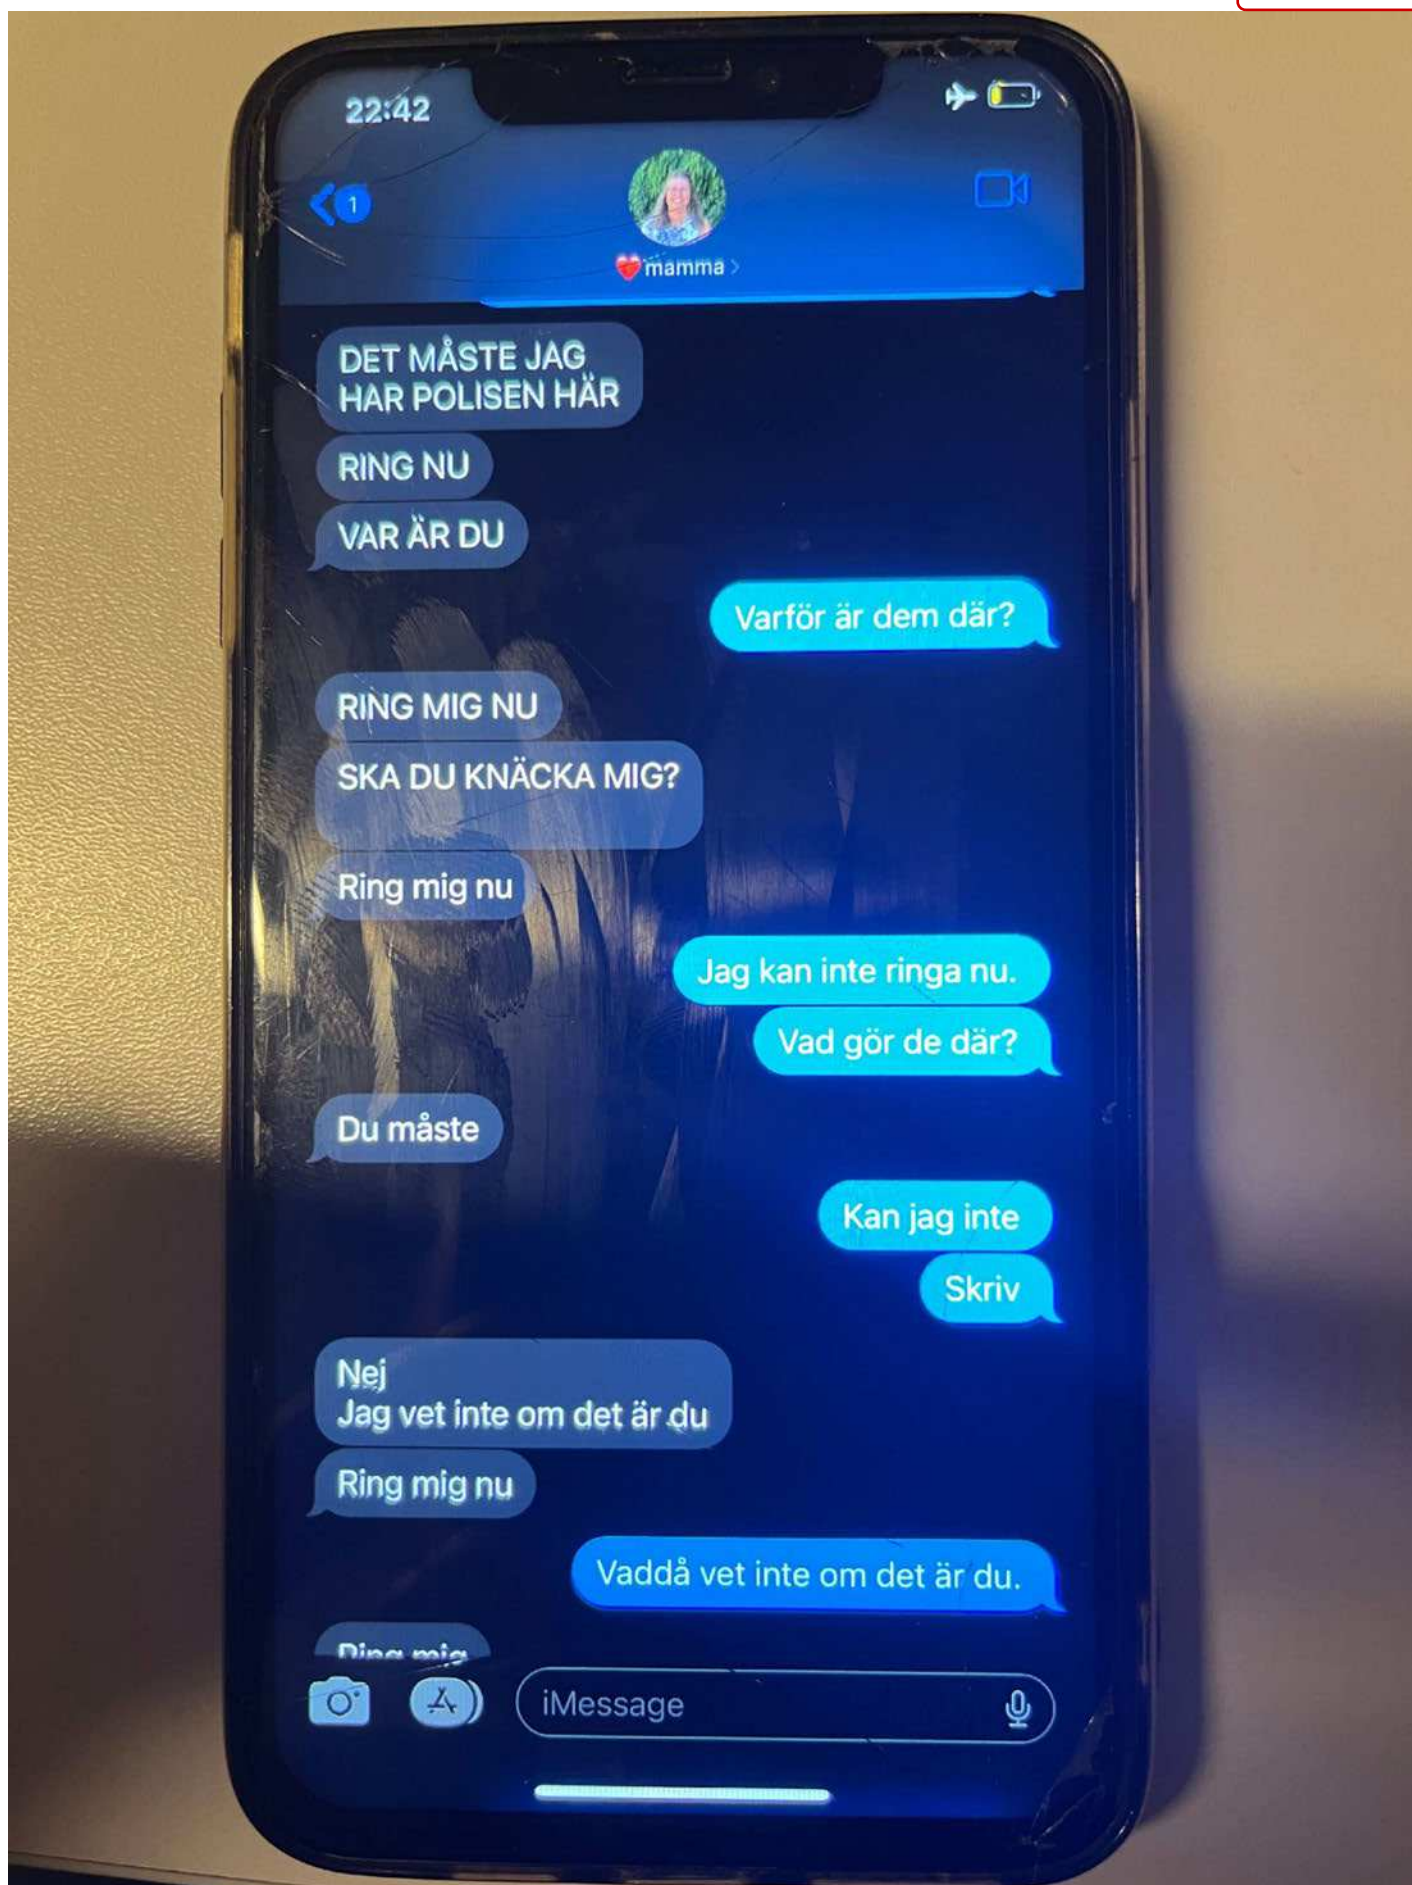 22:42
1
mamma
DET MÅSTE JAG
HAR POLISEN HÄR
RING NU
VAR ÄR DU
Varför är dem där?
RING MIG NU
SKA DU KNÄCKA MIG?
Ring mig nu
Jag kan inte ringa nu.
Vad gör de där?
Du måste
Kan jag inte
Skriv
Nej
Jag vet inte om det är du
Ring mig nu
Vaddå vet inte om det är du.
Ring mig
iMessage